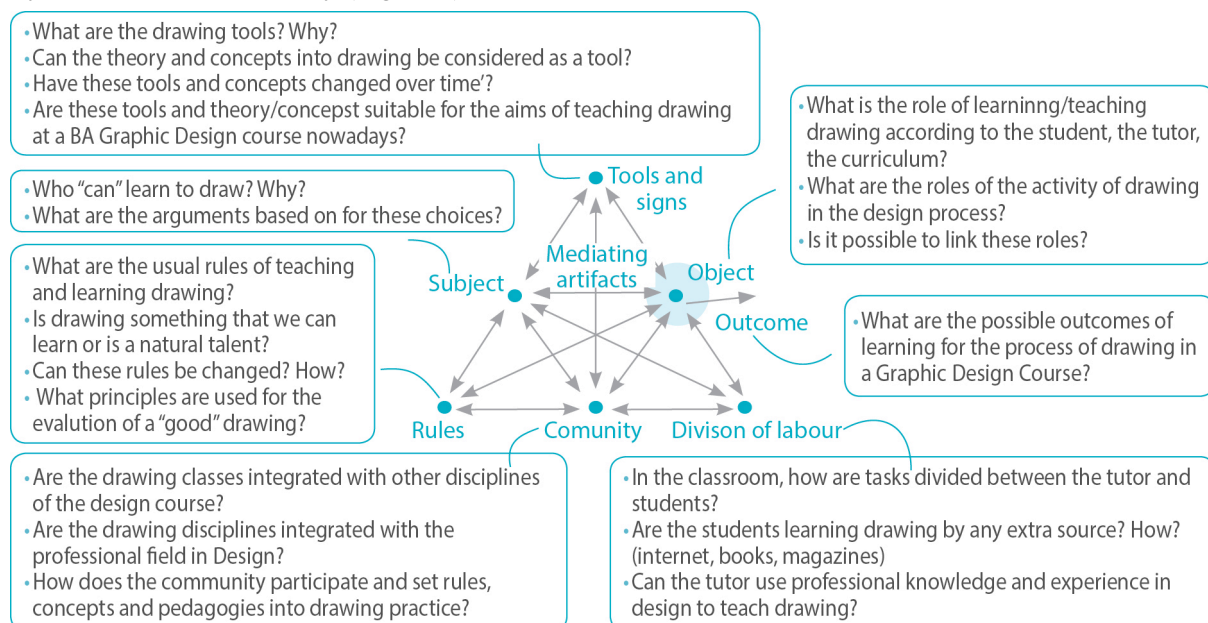 •What are the drawing tools? Why?
•Can the theory and concepts into drawing be considered as a tool?
•Have these tools and concepts changed over time’?
•Are these tools and theory/concepst suitable for the aims of teaching drawing
at a BA Graphic Design course nowadays?
•What is the role of learninng/teaching
drawing according to the student, the tutor,
the curriculum?
•What are the roles of the activity of drawing
in the design process?
•Is it possible to link these roles?
•Who “can” learn to draw? Why?
•What are the arguments based on for these choices?
Tools and
signs
Mediating
artifacts
Subject
Object
Outcome
•What are the usual rules of teaching
and learning drawing?
•Is drawing something that we can
learn or is a natural talent?
•Can these rules be changed? How?
• What principles are used for the
evalution of a “good” drawing?
•What are the possible outcomes of
learning for the process of drawing in
a Graphic Design Course?
Rules
Comunity
Divison of labour
•Are the drawing classes integrated with other disciplines
of the design course?
•Are the drawing disciplines integrated with the
professional field in Design?
•How does the community participate and set rules,
concepts and pedagogies into drawing practice?
•In the classroom, how are tasks divided between the tutor and
students?
•Are the students learning drawing by any extra source? How?
(internet, books, magazines)
•Can the tutor use professional knowledge and experience in
design to teach drawing?